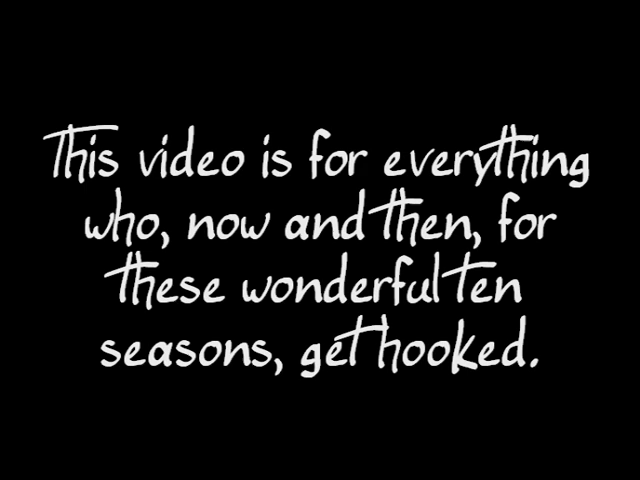 This video is for everything
who, now and then, for
these wonderful ten
seasons, get hooked.